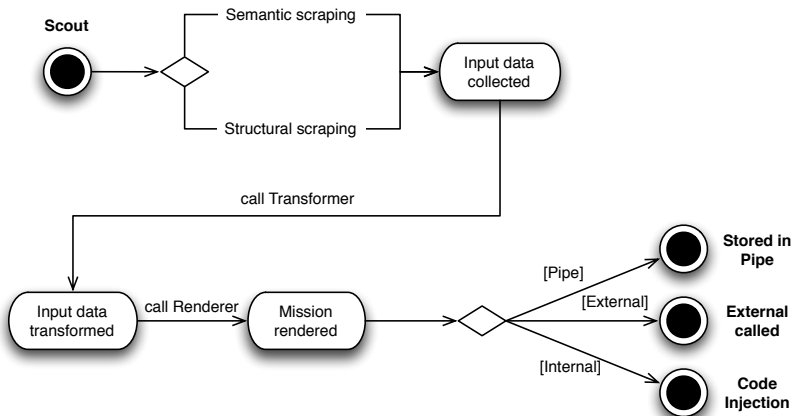 Scout
Semantic scraping
Structural scraping
Input data
collected
call Transformer
Input data
transformed
call Renderer
Mission
rendered
[Pipe]
[External]
[Internal]
Stored in
Pipe
External
called
Code
Injection